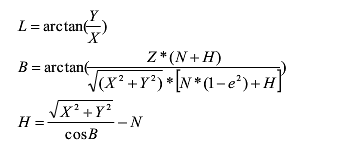 L = arctan(Y/X)
B = arctan(Z*(N+H)/√(X²+Y²)*[N*(1-e²)+H])
H = √X²+Y²/cosB - N